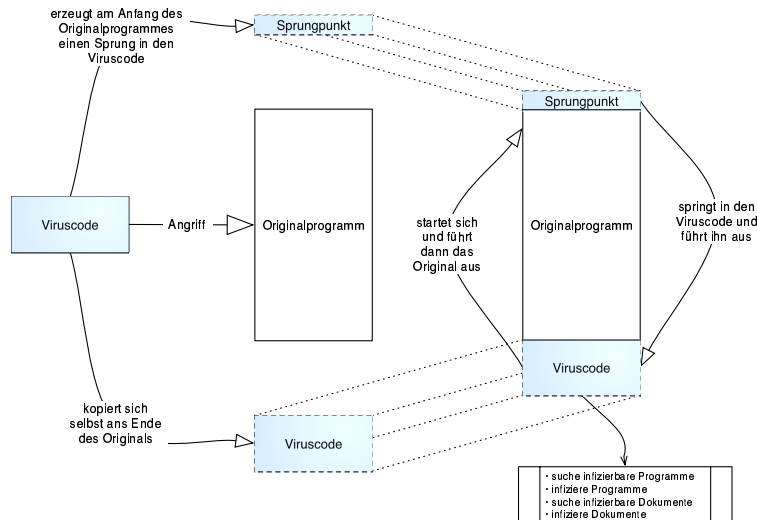 erzeugt am Anfang des
Originalprogrammes
einen Sprung in den
Viruscode
Sprungpunkt
Sprungpunkt
Viruscode
Angriff
Originalprogramm
startet sich
und führt
dann das
Original aus
Originalprogramm
springt in den
Viruscode und
führt ihn aus
Viruscode
kopiert sich
selbst ans Ende
des Originals
Viruscode
· suche infizierbare Programme
· infiziere Programme
· suche infizierbare Dokumente
· infiziere Dokumente